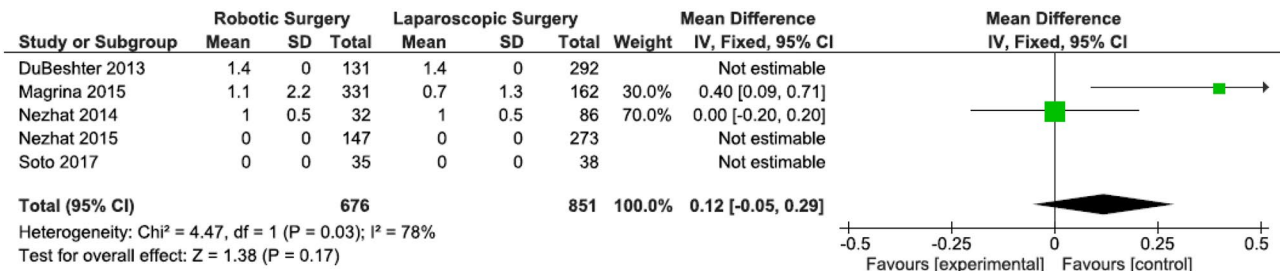 Robotic Surgery Laparoscopic Surgery Mean Difference Mean Difference
Study or Subgroup Mean SD Total Mean SD Total Weight IV, Fixed, 95% CI IV, Fixed, 95% CI
DuBeshter 2013 1.4 0 131 1.4 0 292 Not estimable
Magrina 2015 1.1 2.2 331 0.7 1.3 162 30.0% 0.40 [0.09, 0.71]
Nezhat 2014 1 0.5 32 1 0.5 86 70.0% 0.00 [-0.20, 0.20]
Nezhat 2015 0 0 147 0 0 273 Not estimable
Soto 2017 0 0 35 0 0 38 Not estimable
Total (95% CI) 676 851 100.0% 0.12 [-0.05, 0.29]
Heterogeneity: Chi² = 4.47, df = 1 (P = 0.03); I² = 78%
Test for overall effect: Z = 1.38 (P = 0.17)
-0.5 -0.25 0 0.25 0.5
Favours [experimental] Favours [control]